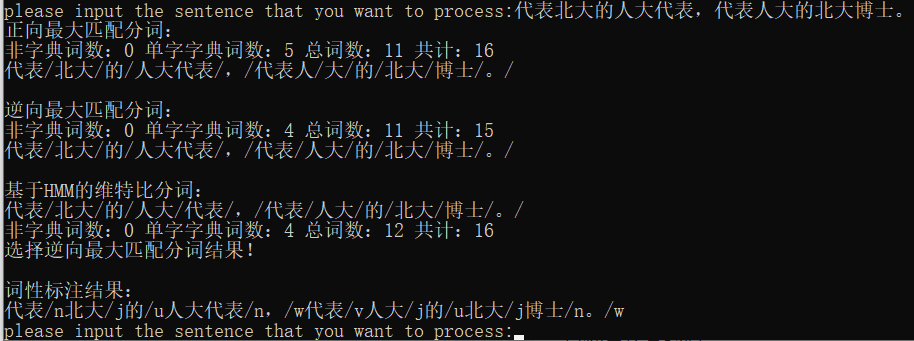 please input the sentence that you want to process:代表北大的人大代表，代表人大的北大博士。
正向最大匹配分词：
非字典词数：0 单字字典词数：5 总词数：11 共计：16
代表/北大/的/人大代表/，/代表人/大/的/北大/博士/。/
逆向最大匹配分词：
非字典词数：0 单字字典词数：4 总词数：11 共计：15
代表/北大/的/人大代表/，/代表/人大/的/北大/博士/。/
基于HMM的维特比分词：
代表/北大/的/人大/代表/，/代表/人大/的/北大/博士/。/
非字典词数：0 单字字典词数：4 总词数：12 共计：16
选择逆向最大匹配分词结果！
词性标注结果：
代表/n北大/j的/u人大代表/n，/w代表/v人大/j的/u北大/j博士/n。/w
please input the sentence that you want to process: